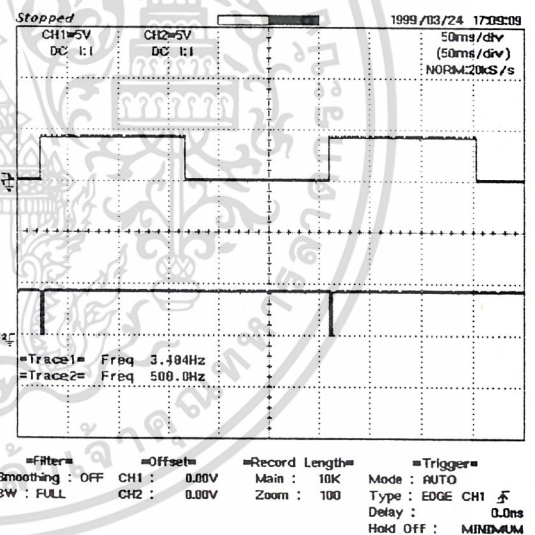 Stopped 1999/03/24 17:09:09
CH1=5V CH2=5V 50ms/div
DC 1:1 DC 1:1 (50ms/div)
NORM:20kS/s
=Trace1= Freq 3.404Hz
=Trace2= Freq 500.0Hz
=Filter= =Offset= =Record Length= =Trigger=
Smoothing : OFF CH1 : 0.00V Main : 10K Mode : AUTO
BW : FULL CH2 : 0.00V Zoom : 100 Type : EDGE CH1
Delay : 0.0ns
Hold Off : MINIMUM